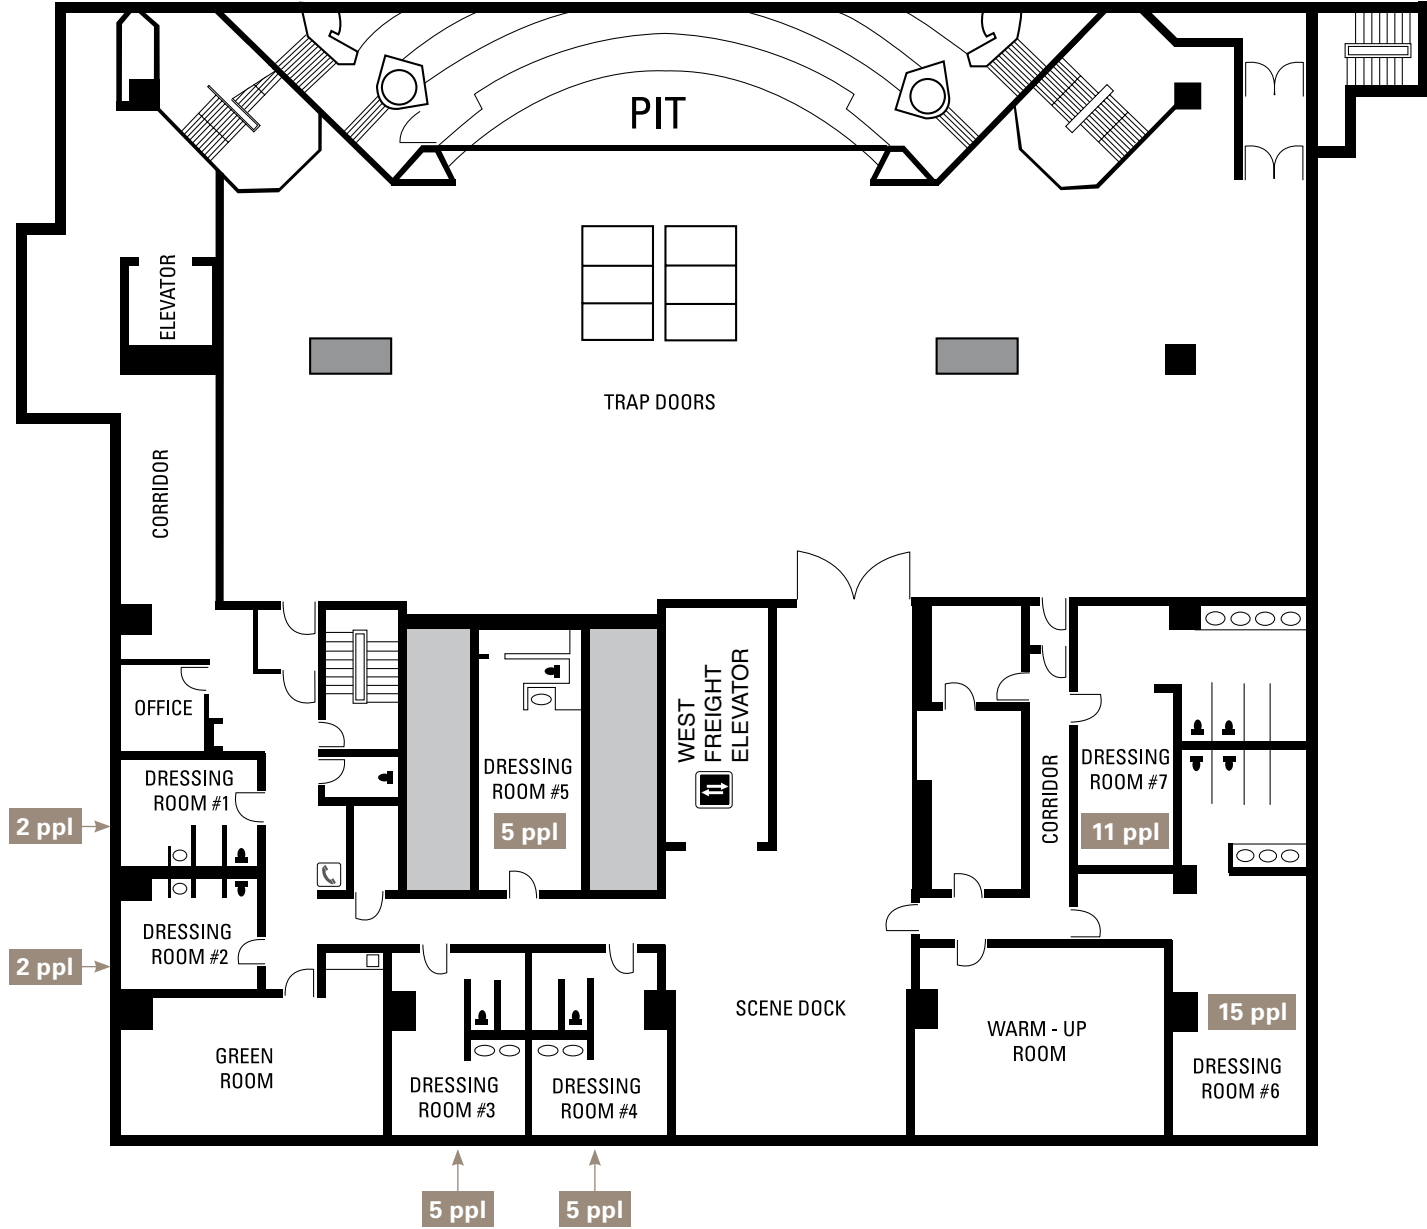 PIT
ELEVATOR
TRAP DOORS
CORRIDOR
OFFICE
WEST
FREIGHT
ELEVATOR
DRESSING
ROOM #1
2 ppl
DRESSING
ROOM #5
5 ppl
CORRIDOR
DRESSING
ROOM #7
11 ppl
DRESSING
ROOM #2
2 ppl
GREEN
ROOM
DRESSING
ROOM #3
5 ppl
DRESSING
ROOM #4
5 ppl
SCENE DOCK
WARM - UP
ROOM
15 ppl
DRESSING
ROOM #6